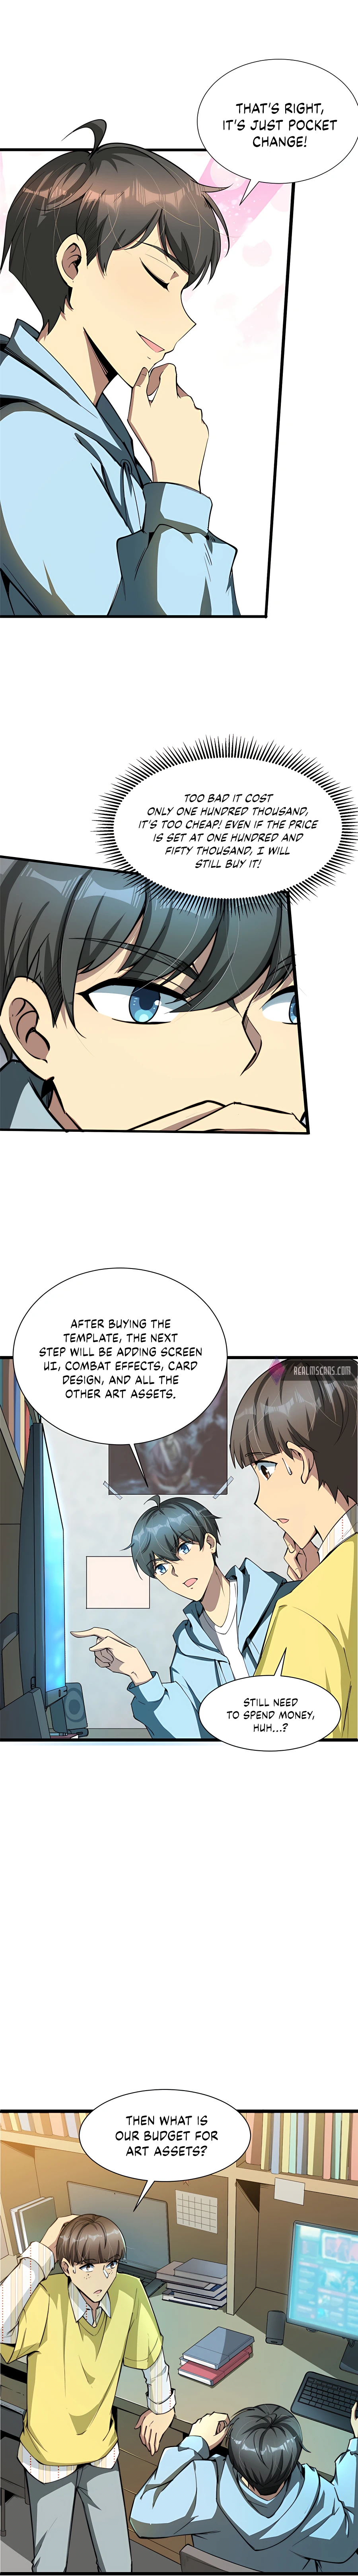 THAT'S RIGHT,
IT'S JUST POCKET
CHANGE!
TOO BAD IT COST
ONLY ONE HUNDRED THOUSAND,
IT'S TOO CHEAP! EVEN IF THE PRICE
IS SET AT ONE HUNDRED AND
FIFTY THOUSAND, I WILL
STILL BUY IT!
AFTER BUYING THE
TEMPLATE, THE NEXT
STEP WILL BE ADDING SCREEN
UI, COMBAT EFFECTS, CARD
DESIGN, AND ALL THE
OTHER ART ASSETS.
REALMSCNS.COM
STILL NEED
TO SPEND MONEY,
HUH...?
THEN WHAT IS
OUR BUDGET FOR
ART ASSETS?